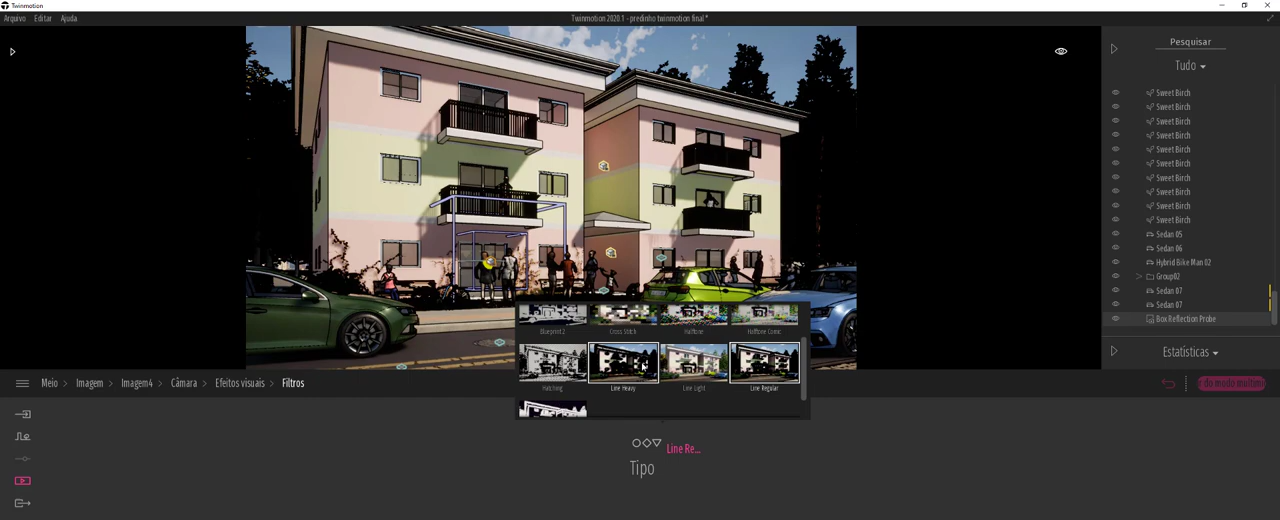 Twinmotion
Arquivo Editar Ajuda
Twinmotion 2020.1 - predinho twinmotion final *
Pesquisar
Tudo
Sweet Birch
Sweet Birch
Sweet Birch
Sweet Birch
Sweet Birch
Sweet Birch
Sweet Birch
Sweet Birch
Sweet Birch
Sweet Birch
Sedan 05
Sedan 06
Hybrid Bike Man 02
Group02
Sedan 07
Sedan 07
Box Reflection Probe
Estatísticas
Blueprint 2
Cross Stitch
Halftone
Halftone Comic
Hatching
Line Heavy
Line Light
Line Regular
Meio > Imagem > Imagem4 > Câmara > Efeitos visuais > Filtros
Line Re...
Tipo